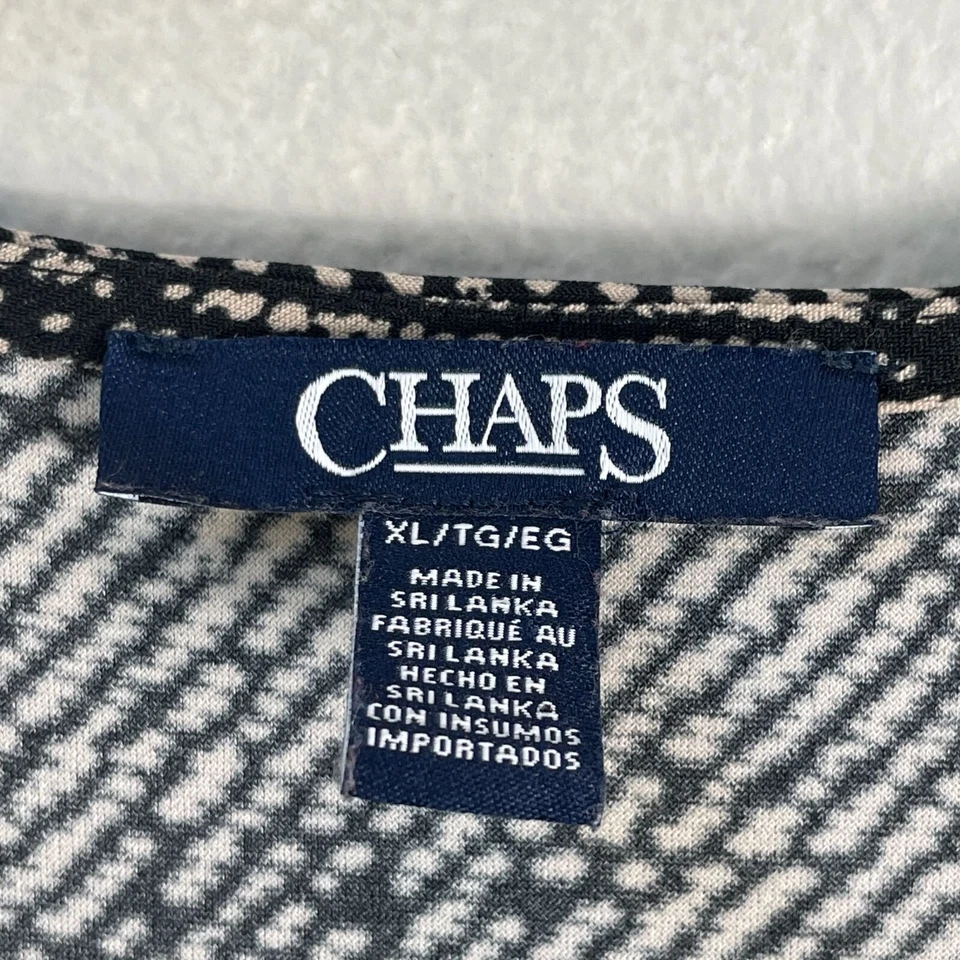 CHAPS
XL/TG/EG
MADE IN
SRI LANKA
FABRIQUÉ AU
SRI LANKA
HECHO EN
SRI LANKA
CON INSUMOS
IMPORTADOS